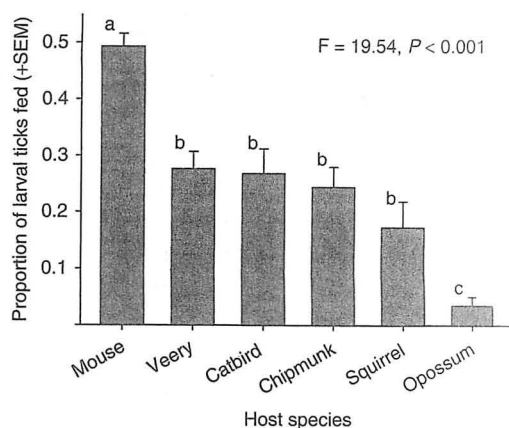 Proportion of larval ticks fed (+SEM)
0.5
0.4
0.3
0.2
0.1
F = 19.54, P < 0.001
a
b
b
b
b
c
Mouse
Veery
Catbird
Chipmunk
Squirrel
Opossum
Host species